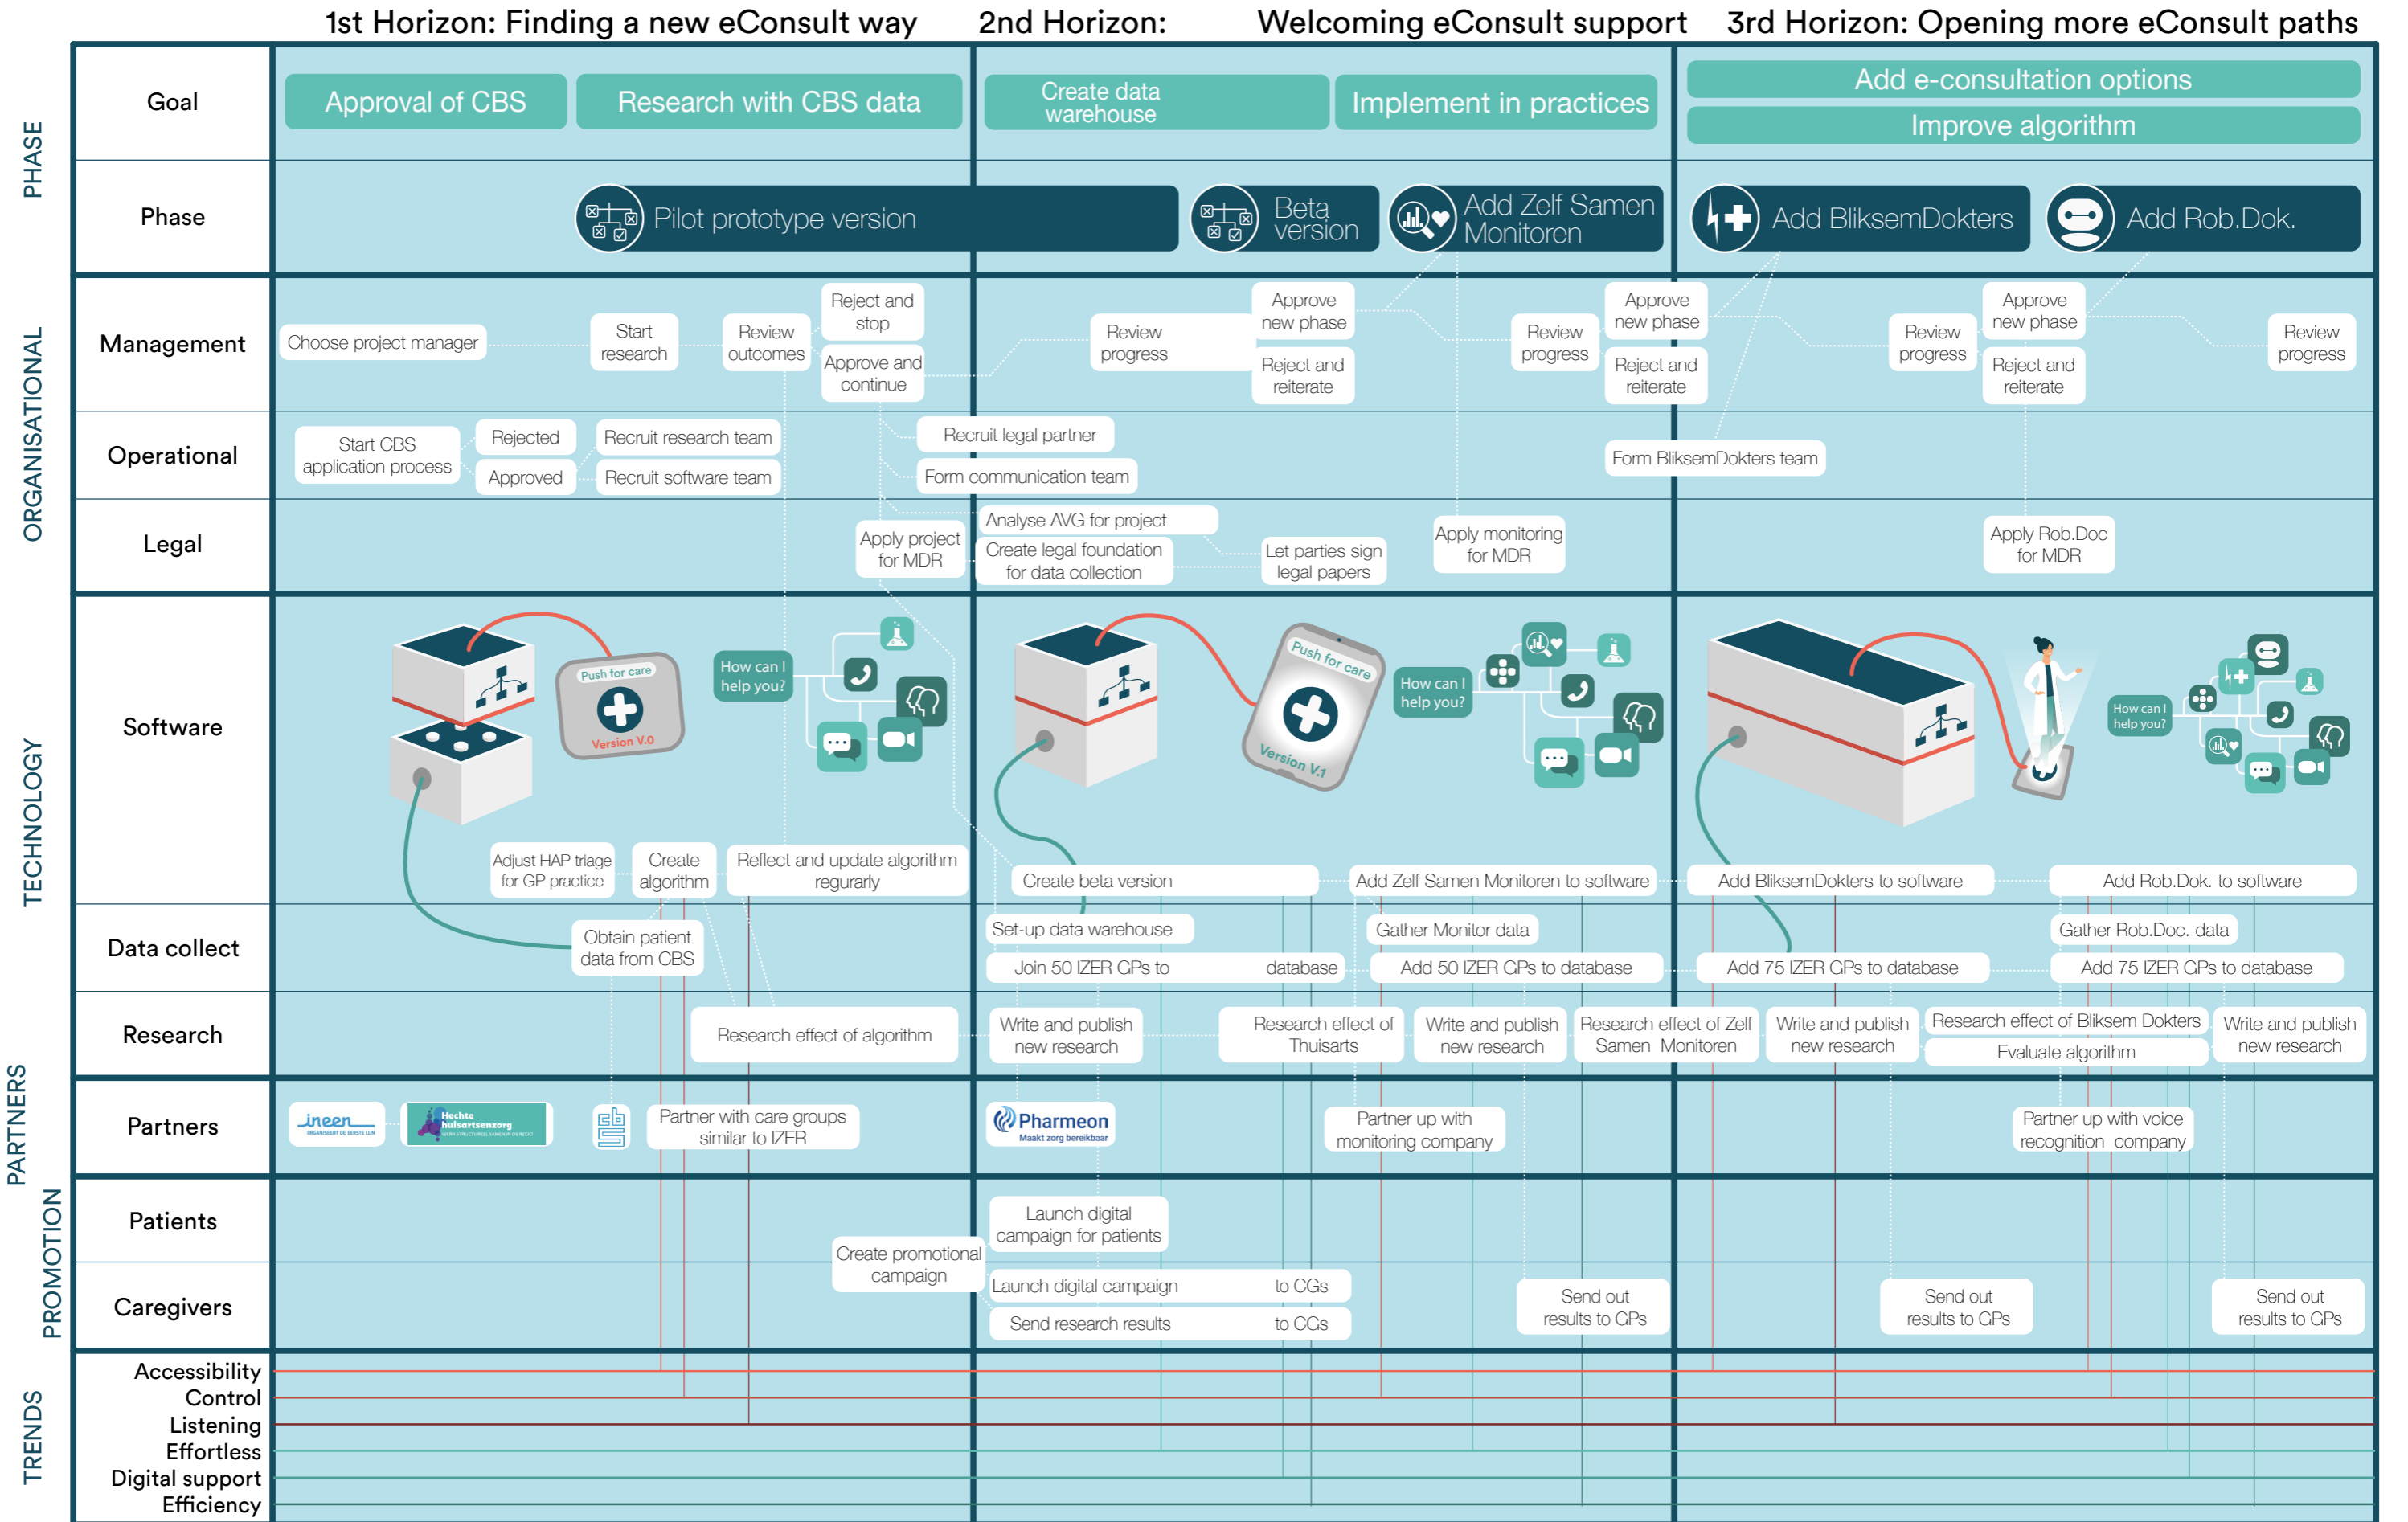 1st Horizon: Finding a new eConsult way
2nd Horizon: Welcoming eConsult support
3rd Horizon: Opening more eConsult paths
PHASE
Goal
Approval of CBS
Research with CBS data
Create data
warehouse
Implement in practices
Add e-consultation options
Improve algorithm
Phase
Pilot prototype version
Beta
version
Add Zelf Samen
Monitoren
Add BliksemDokters
Add Rob.Dok.
ORGANISATIONAL
Management
Choose project manager
Start
research
Review
outcomes
Reject and
stop
Approve and
continue
Review
progress
Approve
new phase
Reject and
reiterate
Review
progress
Approve
new phase
Reject and
reiterate
Review
progress
Approve
new phase
Reject and
reiterate
Review
progress
Operational
Start CBS
application process
Rejected
Approved
Recruit research team
Recruit software team
Recruit legal partner
Form communication team
Form BliksemDokters team
Legal
Apply project
for MDR
Analyse AVG for project
Create legal foundation
for data collection
Let parties sign
legal papers
Apply monitoring
for MDR
Apply Rob.Doc
for MDR
TECHNOLOGY
Software
Push for care
Version V.0
How can I
help you?
Push for care
Version V.1
How can I
help you?
How can I
help you?
Adjust HAP triage
for GP practice
Create
algorithm
Reflect and update algorithm
regurarly
Create beta version
Add Zelf Samen Monitoren to software
Add BliksemDokters to software
Add Rob.Dok. to software
Data collect
Obtain patient
data from CBS
Set-up data warehouse
Join 50 IZER GPs to database
Gather Monitor data
Add 50 IZER GPs to database
Add 75 IZER GPs to database
Gather Rob.Doc. data
Add 75 IZER GPs to database
Research
Research effect of algorithm
Write and publish
new research
Research effect of
Thuisarts
Write and publish
new research
Research effect of Zelf
Samen Monitoren
Write and publish
new research
Research effect of Bliksem Dokters
Evaluate algorithm
Write and publish
new research
PARTNERS
Partners
ineen
ORGANISEERT DE EERSTE LIJN
Hechte
huisartsenzorg
cbs
Partner with care groups
similar to IZER
Pharmeon
Maakt zorg bereikbaar
Partner up with
monitoring company
Partner up with voice
recognition company
PROMOTION
Patients
Launch digital
campaign for patients
Create promotional
campaign
Caregivers
Launch digital campaign to CGs
Send research results to CGs
Send out
results to GPs
Send out
results to GPs
Send out
results to GPs
TRENDS
Accessibility
Control
Listening
Effortless
Digital support
Efficiency